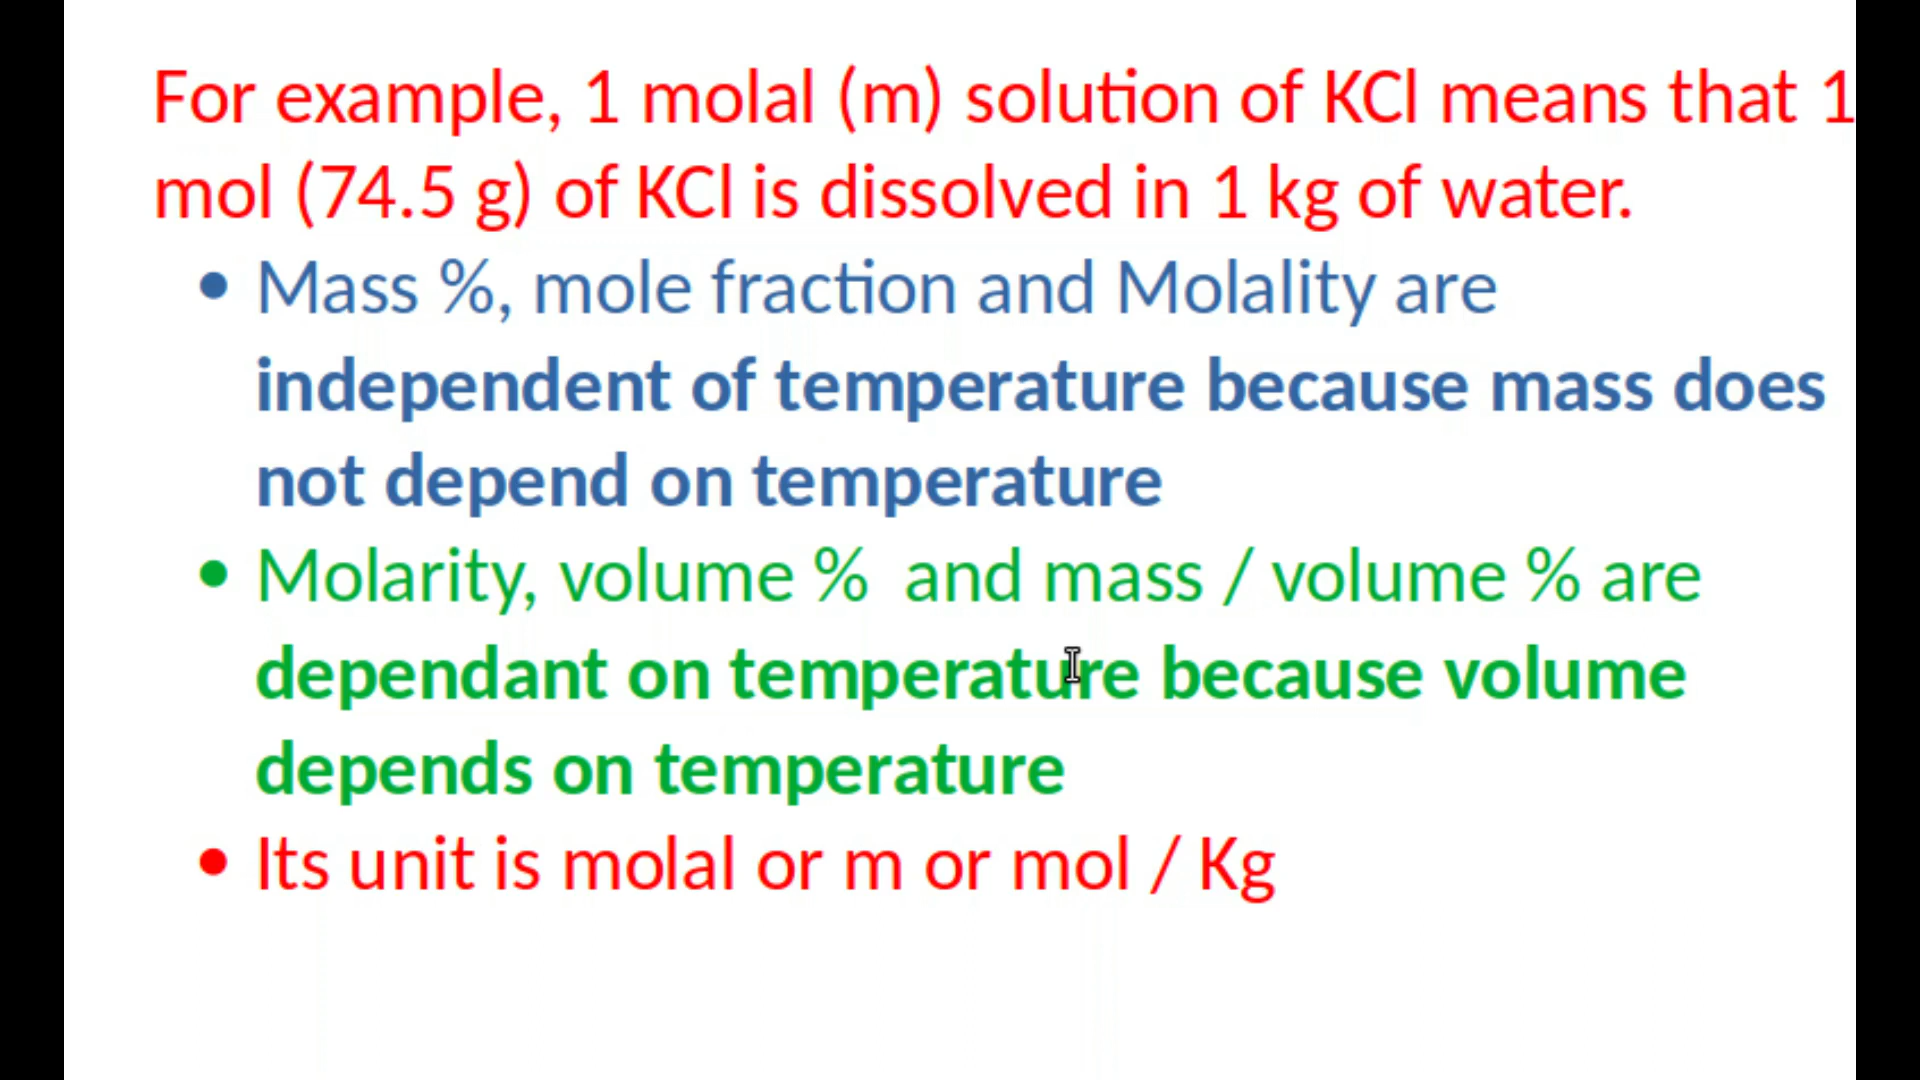 For example, 1 molal (m) solution of KCl means that 1
mol (74.5 g) of KCl is dissolved in 1 kg of water.
• Mass %, mole fraction and Molality are
independent of temperature because mass does
not depend on temperature
• Molarity, volume %  and mass / volume % are
dependant on temperature because volume
depends on temperature
• Its unit is molal or m or mol / Kg